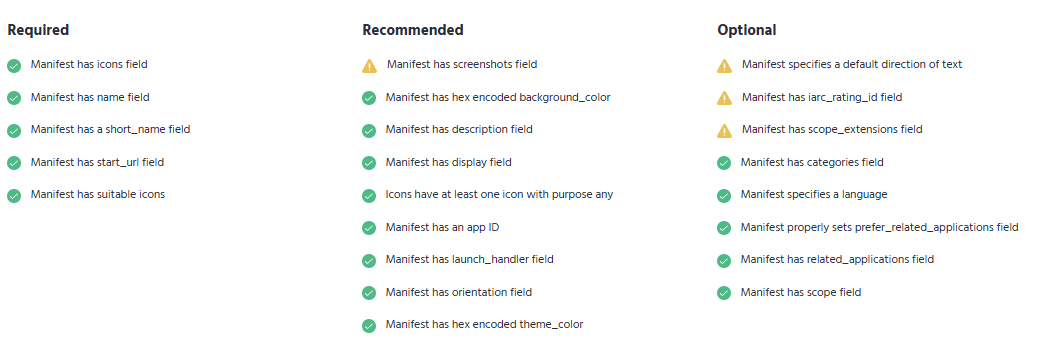 Required
Manifest has icons field
Manifest has name field
Manifest has a short_name field
Manifest has start_url field
Manifest has suitable icons
Recommended
Manifest has screenshots field
Manifest has hex encoded background_color
Manifest has description field
Manifest has display field
Icons have at least one icon with purpose any
Manifest has an app ID
Manifest has launch_handler field
Manifest has orientation field
Manifest has hex encoded theme_color
Optional
Manifest specifies a default direction of text
Manifest has iarc_rating_id field
Manifest has scope_extensions field
Manifest has categories field
Manifest specifies a language
Manifest properly sets prefer_related_applications field
Manifest has related_applications field
Manifest has scope field